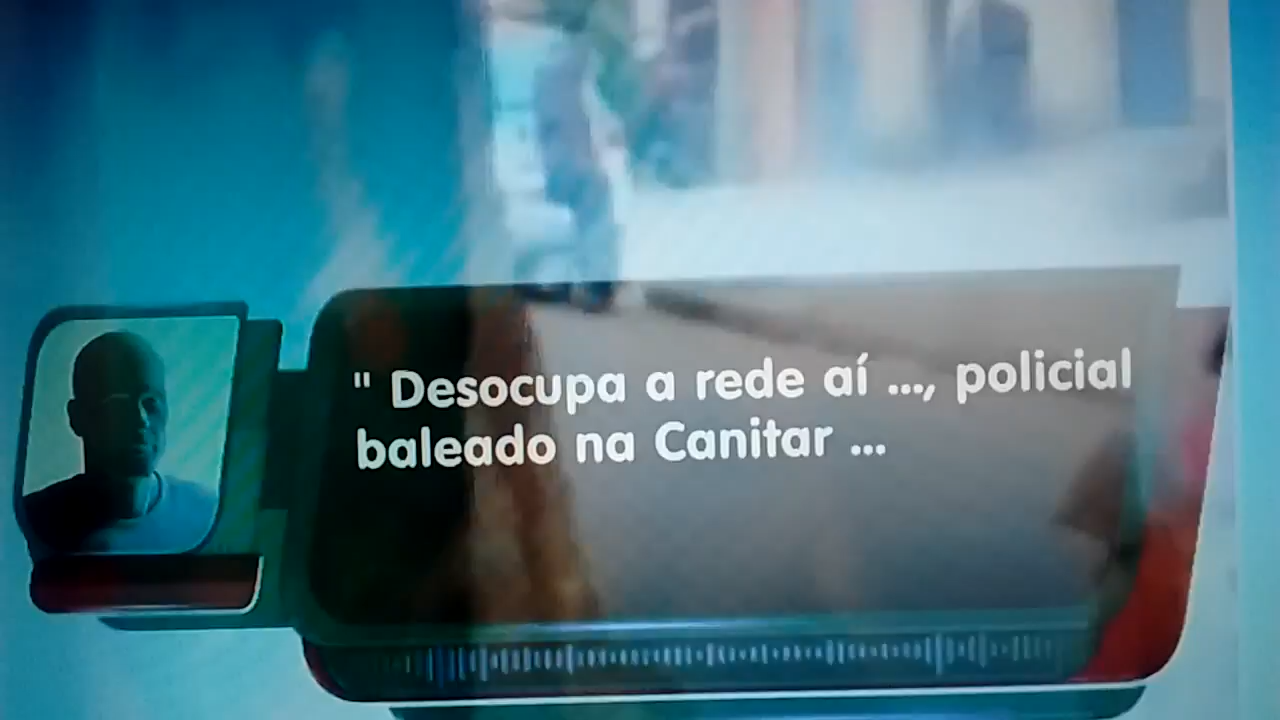 " Desocupa a rede aí ..., policial
baleado na Canitar ...